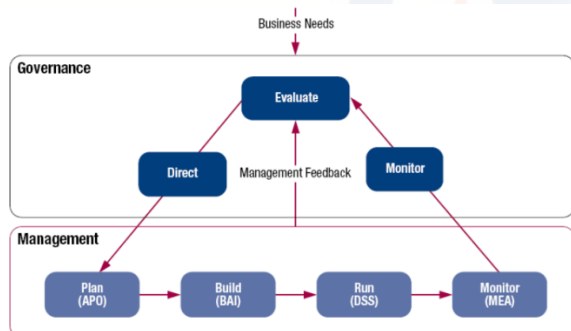 Business Needs
Governance
Evaluate
Direct
Management Feedback
Monitor
Management
Plan
(APO)
Build
(BAI)
Run
(DSS)
Monitor
(MEA)